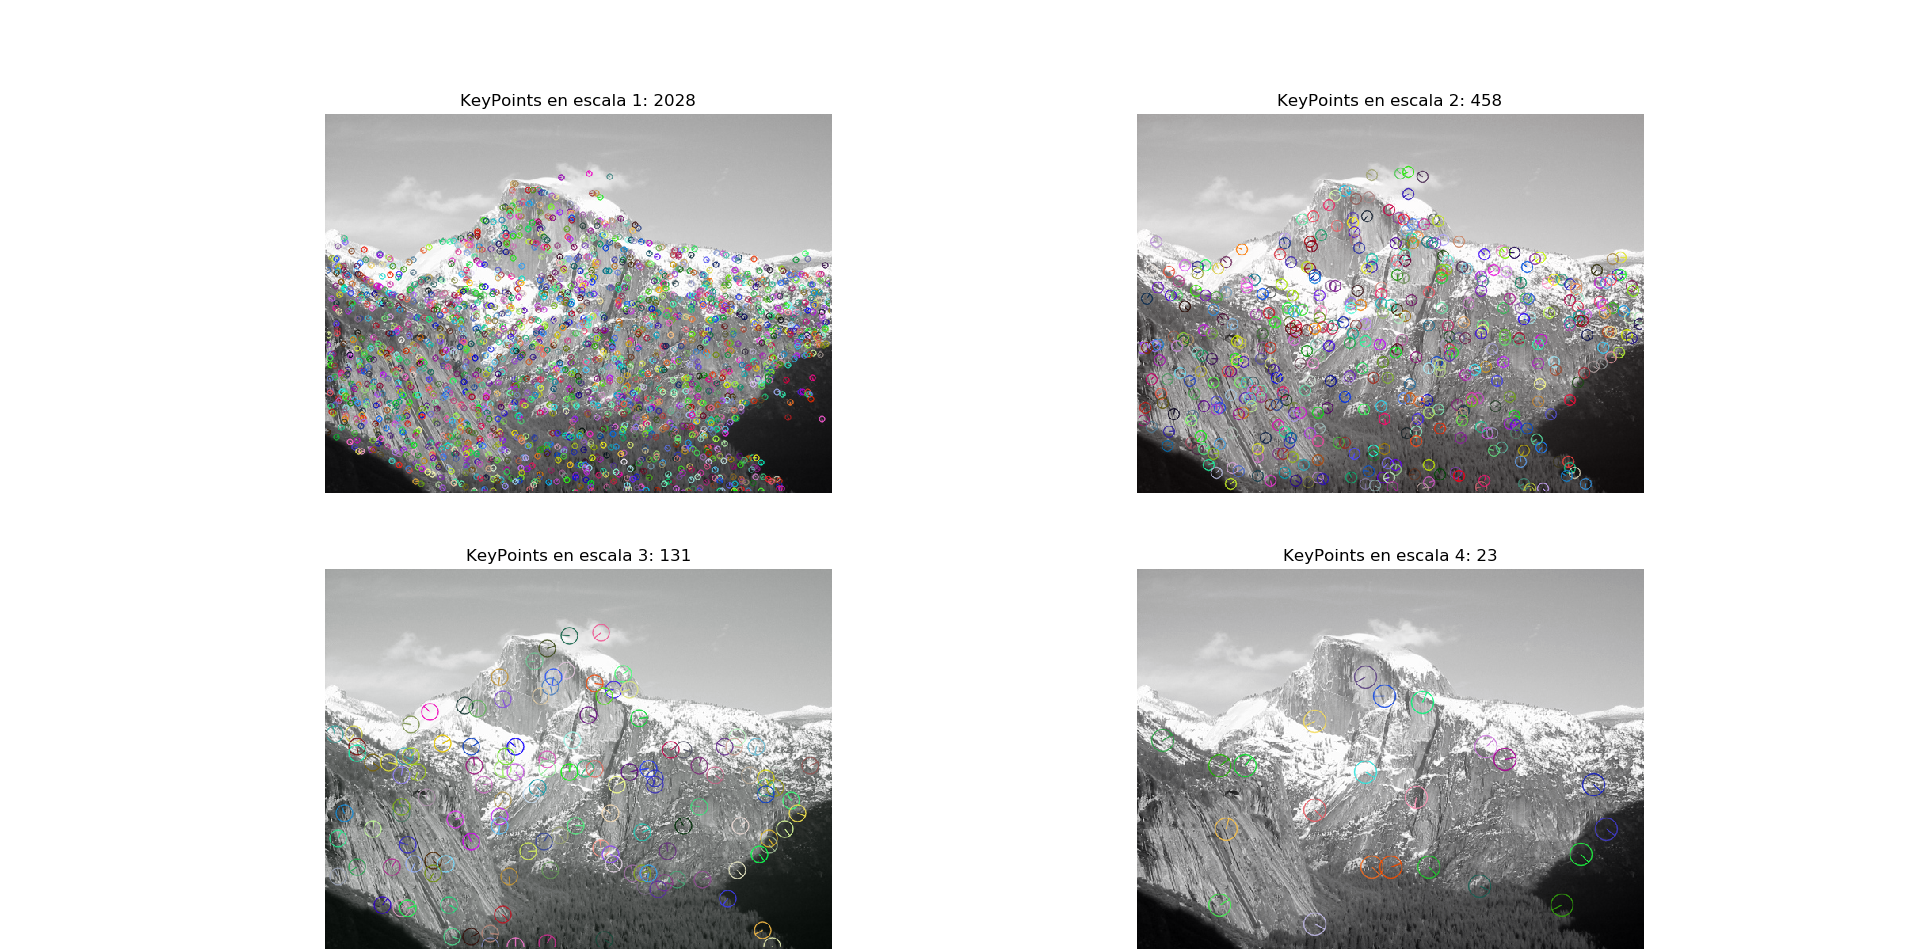 KeyPoints en escala 1: 2028
KeyPoints en escala 2: 458
KeyPoints en escala 3: 131
KeyPoints en escala 4: 23